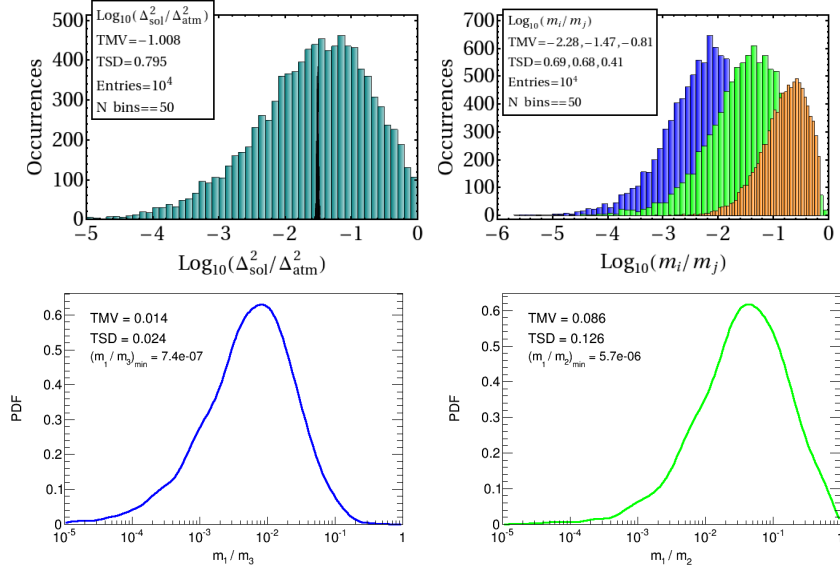 Log₁₀(Δ²sol/Δ²atm)
TMV=−1.008
TSD=0.795
Entries=10⁴
N bins==50
Occurrences
500
400
300
200
100
0
−5 −4 −3 −2 −1 0
Log₁₀(Δ²sol/Δ²atm)
Log₁₀(mᵢ/mⱼ)
TMV=−2.28,−1.47,−0.81
TSD=0.69,0.68,0.41
Entries=10⁴
N bins==50
Occurrences
700
600
500
400
300
200
100
0
−6 −5 −4 −3 −2 −1 0
Log₁₀(mᵢ/mⱼ)
TMV = 0.014
TSD = 0.024
(m₁/m₃)min = 7.4e-07
PDF
0.6
0.5
0.4
0.3
0.2
0.1
0
10⁻⁵ 10⁻⁴ 10⁻³ 10⁻² 10⁻¹ 1
m₁/m₃
TMV = 0.086
TSD = 0.126
(m₁/m₂)min = 5.7e-06
PDF
0.6
0.5
0.4
0.3
0.2
0.1
0
10⁻⁵ 10⁻⁴ 10⁻³ 10⁻² 10⁻¹ 1
m₁/m₂